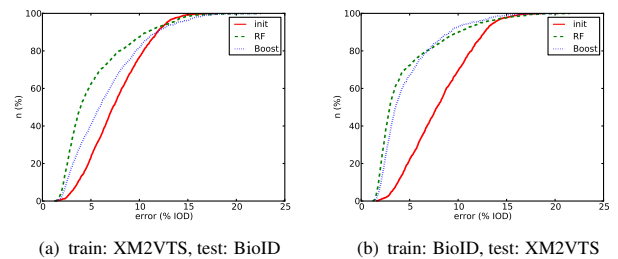 100
80
60
40
20
0
n (%)
0 5 10 15 20 25
error (% IOD)
init
RF
Boost
(a) train: XM2VTS, test: BioID
100
80
60
40
20
0
n (%)
0 5 10 15 20 25
error (% IOD)
init
RF
Boost
(b) train: BioID, test: XM2VTS